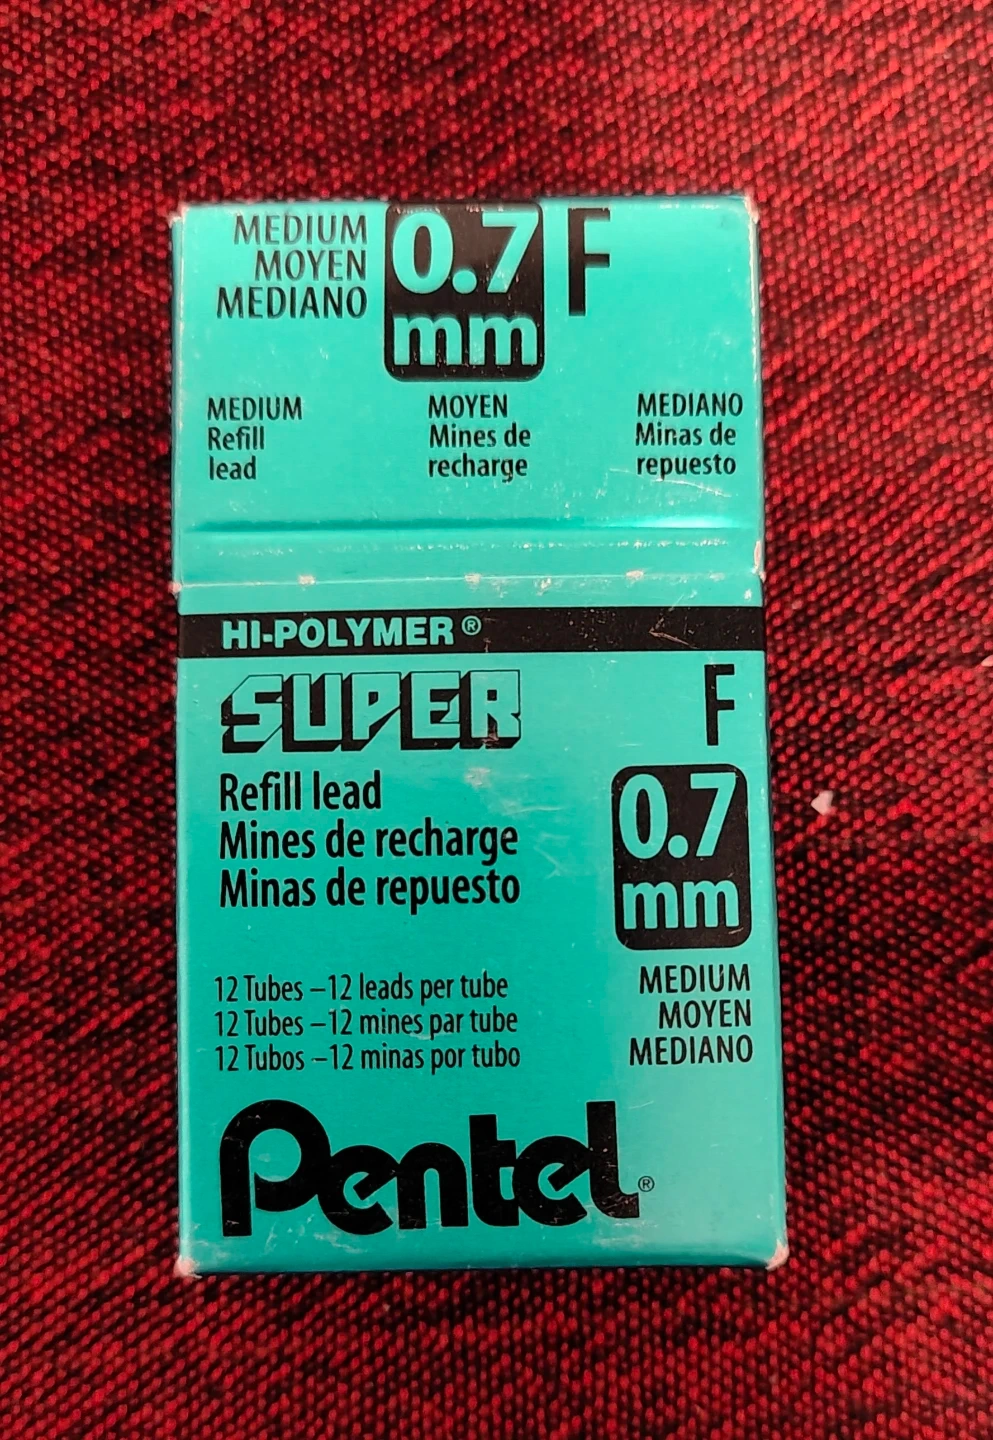 MEDIUM
MOYEN
MEDIANO
0.7
mm
F
MEDIUM
Refill
lead
MOYEN
Mines de
recharge
MEDIANO
Minas de
repuesto
HI-POLYMER®
SUPER
F
Refill lead
Mines de recharge
Minas de repuesto
0.7
mm
12 Tubes –12 leads per tube
12 Tubes –12 mines par tube
12 Tubos –12 minas por tubo
MEDIUM
MOYEN
MEDIANO
Pentel®